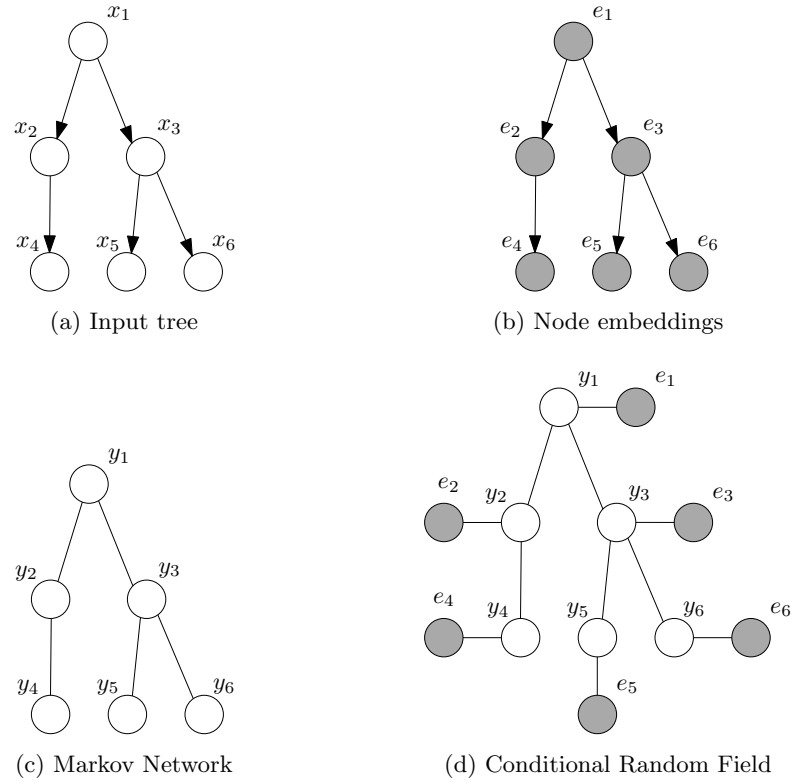 x₁
x₂ x₃
x₄ x₅ x₆
(a) Input tree
e₁
e₂ e₃
e₄ e₅ e₆
(b) Node embeddings
y₁
y₂ y₃
y₄ y₅ y₆
(c) Markov Network
y₁ e₁
e₂ y₂ y₃ e₃
e₄ y₄ y₅ y₆ e₆
e₅
(d) Conditional Random Field